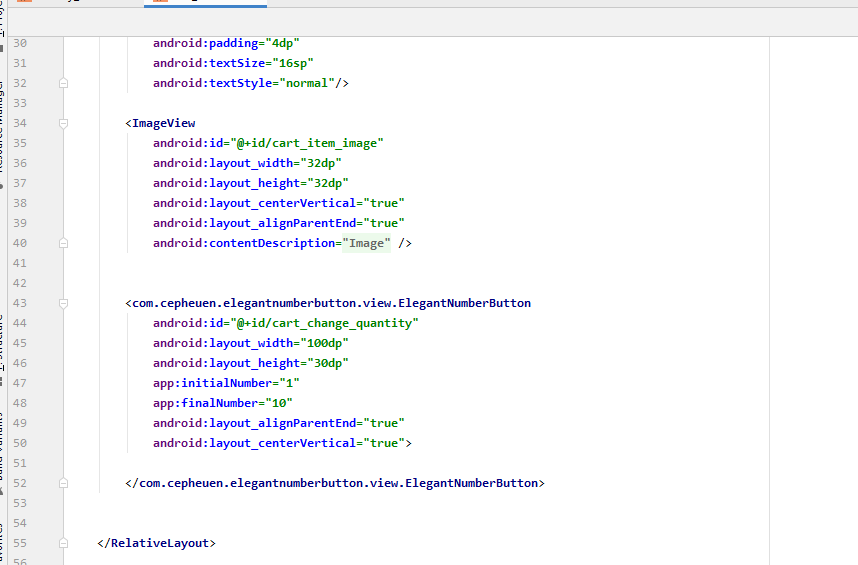 30 android:padding="4dp"
31 android:textSize="16sp"
32 android:textStyle="normal"/>
33
34 <ImageView
35 android:id="@+id/cart_item_image"
36 android:layout_width="32dp"
37 android:layout_height="32dp"
38 android:layout_centerVertical="true"
39 android:layout_alignParentEnd="true"
40 android:contentDescription="Image" />
41
42
43 <com.cepheuen.elegantnumberbutton.view.ElegantNumberButton
44 android:id="@+id/cart_change_quantity"
45 android:layout_width="100dp"
46 android:layout_height="30dp"
47 app:initialNumber="1"
48 app:finalNumber="10"
49 android:layout_alignParentEnd="true"
50 android:layout_centerVertical="true">
51
52 </com.cepheuen.elegantnumberbutton.view.ElegantNumberButton>
53
54
55 </RelativeLayout>
56